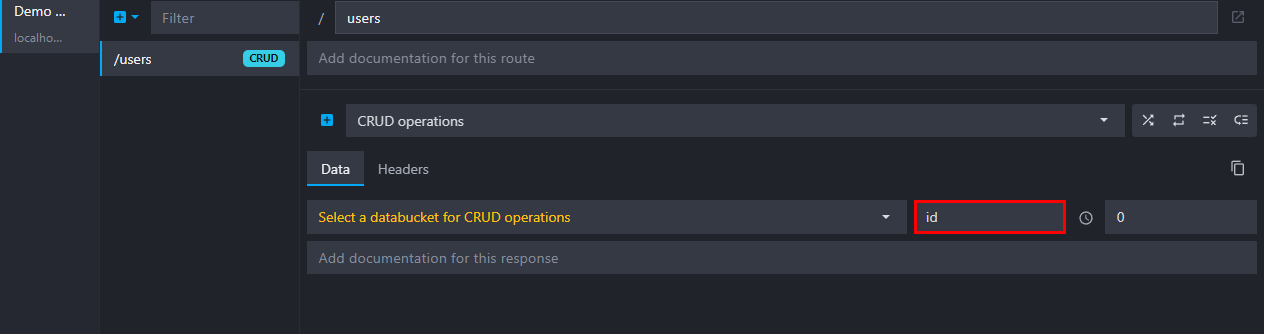 Demo ...
localho...
Filter
/users
CRUD
/
users
Add documentation for this route
CRUD operations
Data
Headers
Select a databucket for CRUD operations
id
0
Add documentation for this response